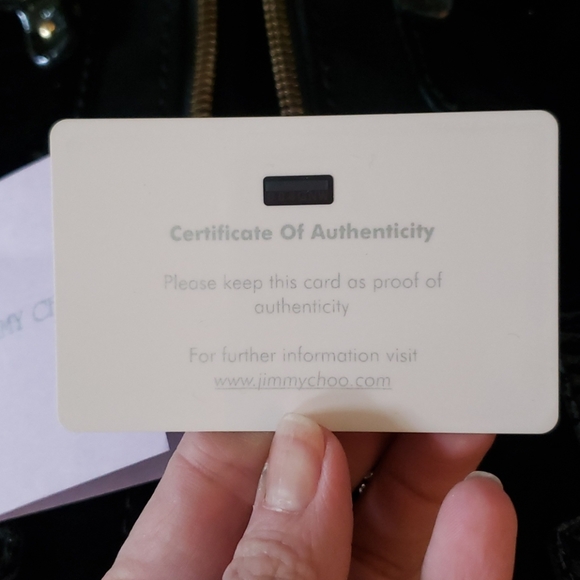 Certificate Of Authenticity
Please keep this card as proof of
authenticity
For further information visit
www.jimmychoo.com